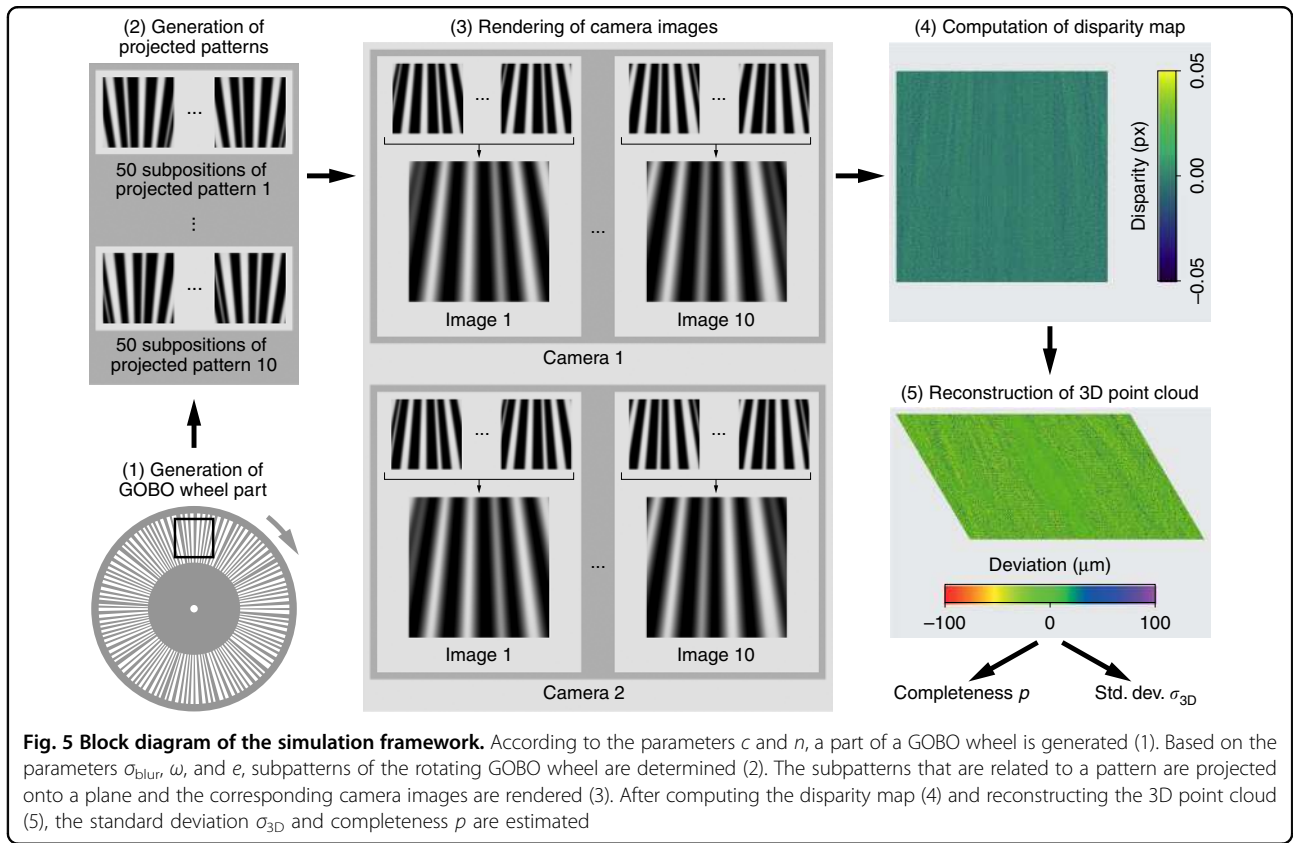 (2) Generation of
projected patterns
...
50 subpositions of
projected pattern 1
...
...
50 subpositions of
projected pattern 10
(1) Generation of
GOBO wheel part
(3) Rendering of camera images
...
...
...
Image 1
Image 10
Camera 1
...
...
...
Image 1
Image 10
Camera 2
(4) Computation of disparity map
Disparity (px)
0.05
0.00
−0.05
(5) Reconstruction of 3D point cloud
Deviation (μm)
−100
0
100
Completeness p
Std. dev. σ3D
Fig. 5 Block diagram of the simulation framework. According to the parameters c and n, a part of a GOBO wheel is generated (1). Based on the
parameters σblur, ω, and e, subpatterns of the rotating GOBO wheel are determined (2). The subpatterns that are related to a pattern are projected
onto a plane and the corresponding camera images are rendered (3). After computing the disparity map (4) and reconstructing the 3D point cloud
(5), the standard deviation σ3D and completeness p are estimated